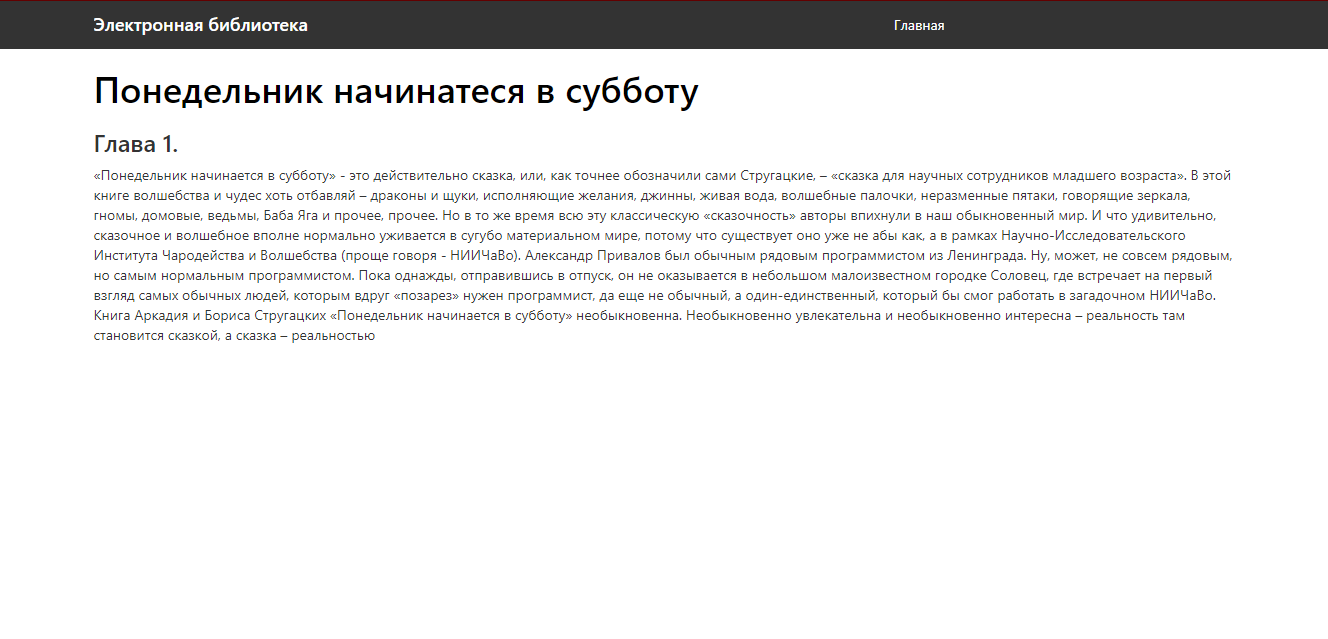 Электронная библиотека
Главная
Понедельник начинатеся в субботу
Глава 1.
«Понедельник начинается в субботу» - это действительно сказка, или, как точнее обозначили сами Стругацкие, – «сказка для научных сотрудников младшего возраста». В этой
книге волшебства и чудес хоть отбавляй – драконы и щуки, исполняющие желания, джинны, живая вода, волшебные палочки, неразменные пятаки, говорящие зеркала,
гномы, домовые, ведьмы, Баба Яга и прочее, прочее. Но в то же время всю эту классическую «сказочность» авторы впихнули в наш обыкновенный мир. И что удивительно,
сказочное и волшебное вполне нормально уживается в сугубо материальном мире, потому что существует оно уже не абы как, а в рамках Научно-Исследовательского
Института Чародейства и Волшебства (проще говоря - НИИЧаВо). Александр Привалов был обычным рядовым программистом из Ленинграда. Ну, может, не совсем рядовым,
но самым нормальным программистом. Пока однажды, отправившись в отпуск, он не оказывается в небольшом малоизвестном городке Соловец, где встречает на первый
взгляд самых обычных людей, которым вдруг «позарез» нужен программист, да еще не обычный, а один-единственный, который бы смог работать в загадочном НИИЧаВо.
Книга Аркадия и Бориса Стругацких «Понедельник начинается в субботу» необыкновенна. Необыкновенно увлекательна и необыкновенно интересна – реальность там
становится сказкой, а сказка – реальностью